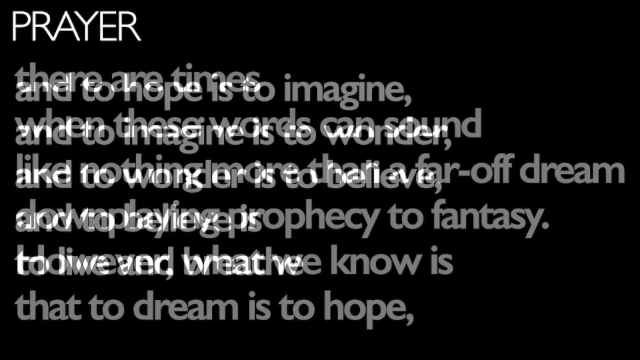 PRAYER
there are times
when these words can sound
like nothing more than a far-off dream
downplaying prophecy to fantasy.
however, what we know is
that to dream is to hope,
and to hope is to imagine,
and to imagine is to wonder,
and to wonder is to believe,
and to believe is
to live